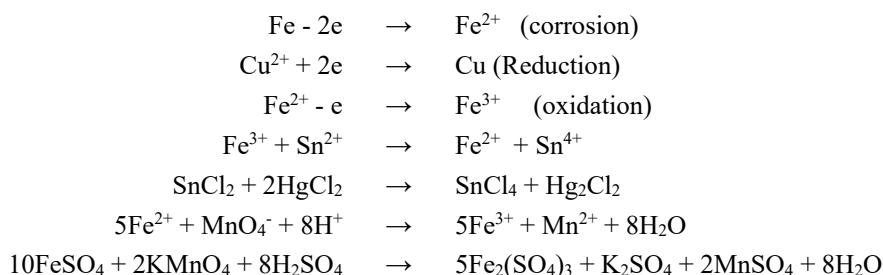 Fe - 2e → Fe²⁺ (corrosion)
Cu²⁺ + 2e → Cu (Reduction)
Fe²⁺ - e → Fe³⁺ (oxidation)
Fe³⁺ + Sn²⁺ → Fe²⁺ + Sn⁴⁺
SnCl₂ + 2HgCl₂ → SnCl₄ + Hg₂Cl₂
5Fe²⁺ + MnO₄⁻ + 8H⁺ → 5Fe³⁺ + Mn²⁺ + 8H₂O
10FeSO₄ + 2KMnO₄ + 8H₂SO₄ → 5Fe₂(SO₄)₃ + K₂SO₄ + 2MnSO₄ + 8H₂O